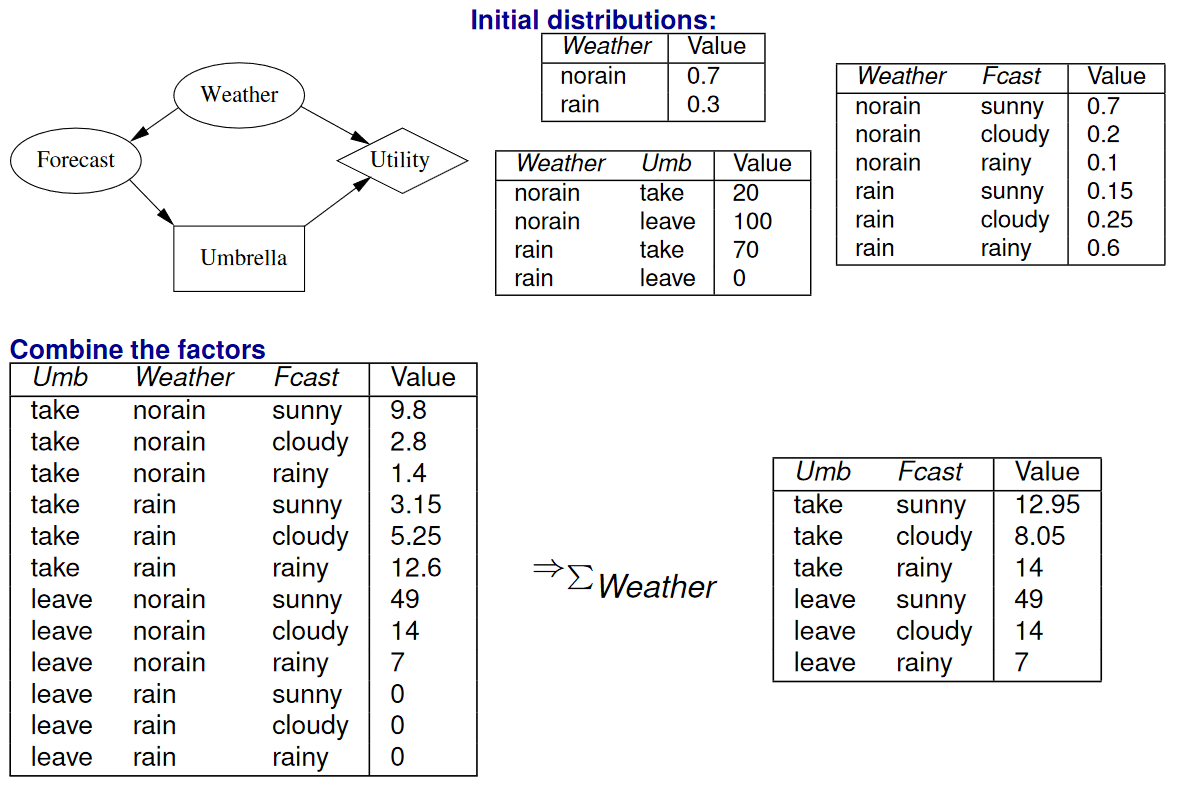 Initial distributions:
Weather
Forecast
Utility
Umbrella
Weather Value
norain 0.7
rain 0.3
Weather Umb Value
norain take 20
norain leave 100
rain take 70
rain leave 0
Weather Fcast Value
norain sunny 0.7
norain cloudy 0.2
norain rainy 0.1
rain sunny 0.15
rain cloudy 0.25
rain rainy 0.6
Combine the factors
Umb Weather Fcast Value
take norain sunny 9.8
take norain cloudy 2.8
take norain rainy 1.4
take rain sunny 3.15
take rain cloudy 5.25
take rain rainy 12.6
leave norain sunny 49
leave norain cloudy 14
leave norain rainy 7
leave rain sunny 0
leave rain cloudy 0
leave rain rainy 0
⇒∑Weather
Umb Fcast Value
take sunny 12.95
take cloudy 8.05
take rainy 14
leave sunny 49
leave cloudy 14
leave rainy 7